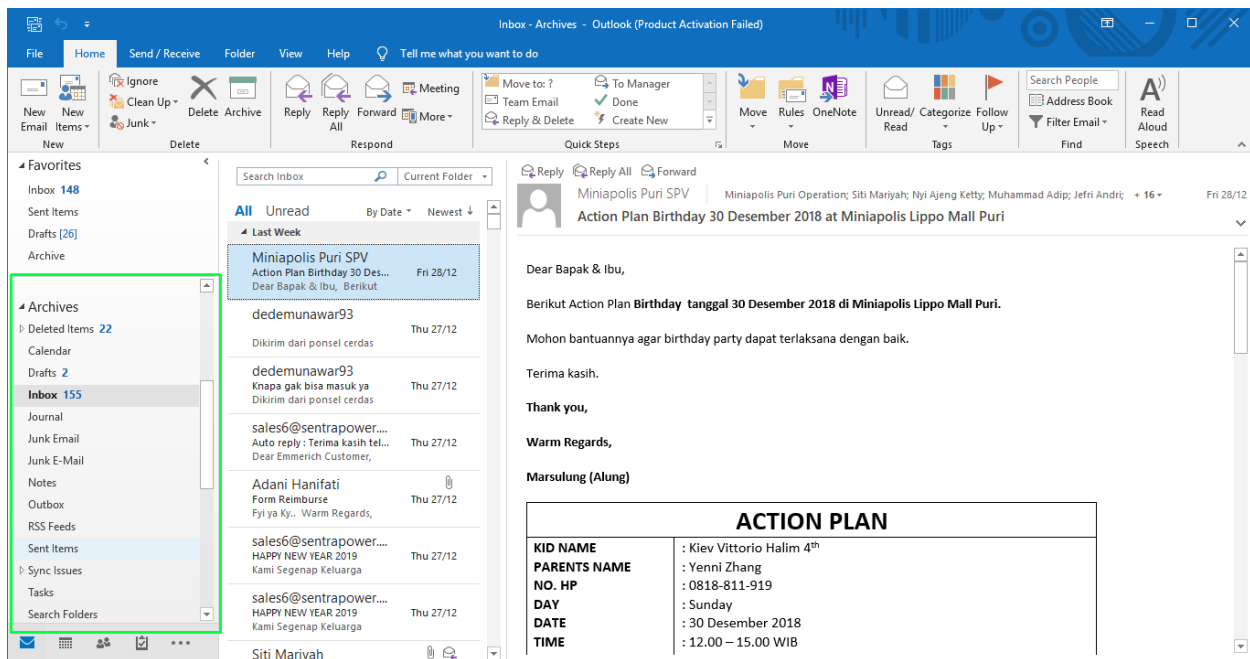 Inbox - Archives - Outlook (Product Activation Failed)
File Home Send / Receive Folder View Help Tell me what you want to do
New Email
New Items
New
Ignore
Clean Up
Junk
Delete
Archive
Delete
Reply
Reply All
Forward
Meeting
More
Respond
Move to: ?
Team Email
Reply & Delete
To Manager
Done
Create New
Quick Steps
Move
Rules
OneNote
Move
Unread/ Read
Categorize
Follow Up
Tags
Search People
Address Book
Filter Email
Find
A))
Read Aloud
Speech
Favorites
Inbox 148
Sent Items
Drafts [26]
Archive
Archives
Deleted Items 22
Calendar
Drafts 2
Inbox 155
Journal
Junk Email
Junk E-Mail
Notes
Outbox
RSS Feeds
Sent Items
Sync Issues
Tasks
Search Folders
Search Inbox Current Folder
All Unread By Date Newest ↓
Last Week
Miniapolis Puri SPV
Action Plan Birthday 30 Des... Fri 28/12
Dear Bapak & Ibu, Berikut
dedemunawar93
Thu 27/12
Dikirim dari ponsel cerdas
dedemunawar93
Knapa gak bisa masuk ya Thu 27/12
Dikirim dari ponsel cerdas
sales6@sentrapower....
Auto reply : Terima kasih tel... Thu 27/12
Dear Emmerich Customer,
Adani Hanifati
Form Reimburse Thu 27/12
Fyi ya Ky.. Warm Regards,
sales6@sentrapower....
HAPPY NEW YEAR 2019 Thu 27/12
Kami Segenap Keluarga
sales6@sentrapower....
HAPPY NEW YEAR 2019 Thu 27/12
Kami Segenap Keluarga
Siti Mariyah
Reply Reply All Forward
Miniapolis Puri SPV Miniapolis Puri Operation; Siti Mariyah; Nyi Ajeng Ketty; Muhammad Adip; Jefri Andri; + 16 Fri 28/12
Action Plan Birthday 30 Desember 2018 at Miniapolis Lippo Mall Puri
Dear Bapak & Ibu,
Berikut Action Plan Birthday tanggal 30 Desember 2018 di Miniapolis Lippo Mall Puri.
Mohon bantuannya agar birthday party dapat terlaksana dengan baik.
Terima kasih.
Thank you,
Warm Regards,
Marsulung (Alung)
ACTION PLAN
KID NAME : Kiev Vittorio Halim 4th
PARENTS NAME : Yenni Zhang
NO. HP : 0818-811-919
DAY : Sunday
DATE : 30 Desember 2018
TIME : 12.00 – 15.00 WIB